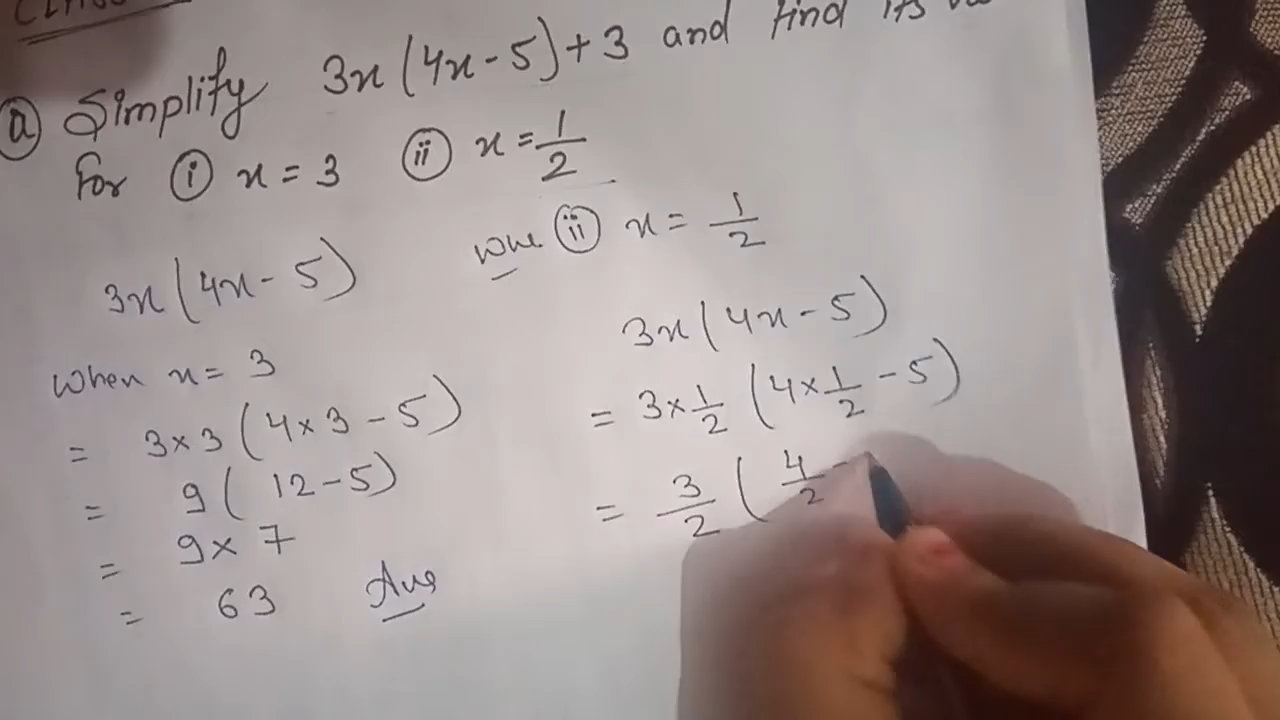 ⓐ Simplify 3x(4x-5)+3 and find its
for ⓘ x=3 ⓘⓘ x=1/2
3x(4x-5)
when x=3
= 3×3(4×3-5)
= 9(12-5)
= 9×7
= 63 Ans
ⓘⓘ x=1/2
3x(4x-5)
= 3×1/2(4×1/2-5)
= 3/2(4/2-